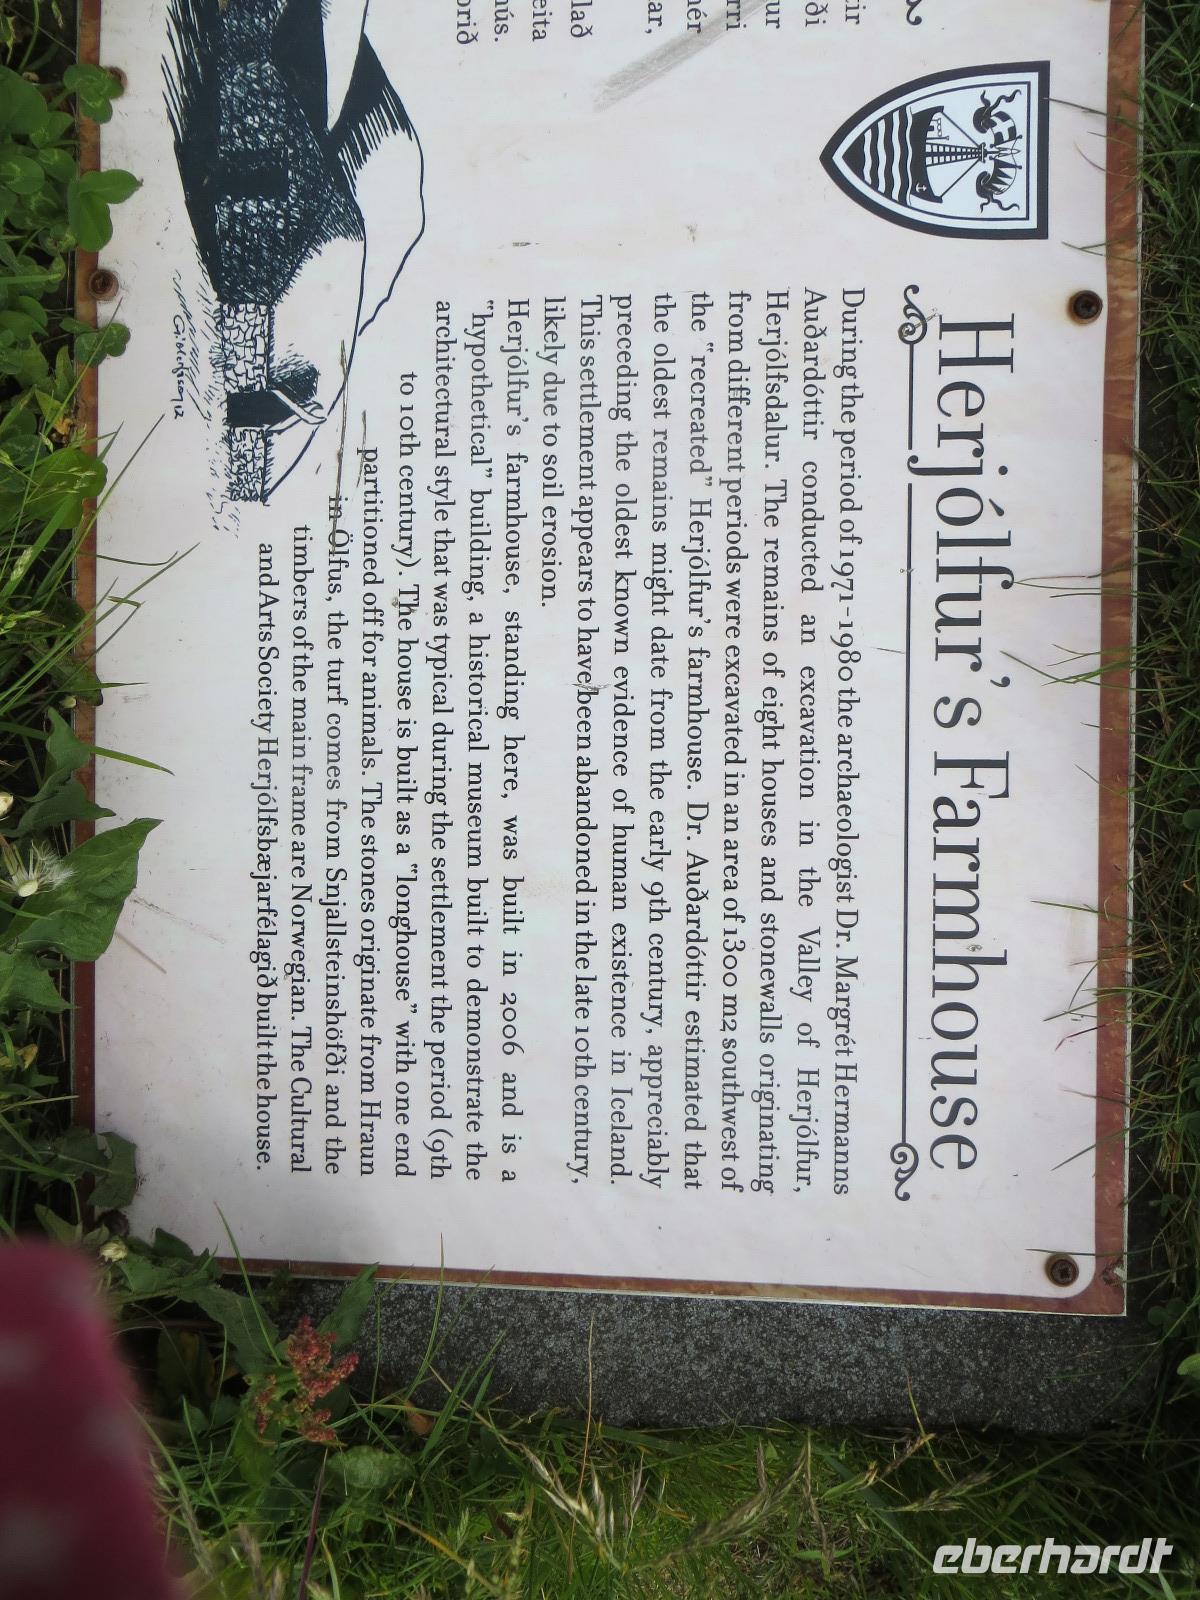 Herjólfur's Farmhouse
During the period of 1971-1980 the archaeologist Dr. Margrét Hermanns
Auðardóttir conducted an excavation in the Valley of Herjólfur,
Herjólfsdalur. The remains of eight houses and stonewalls originating
from different periods were excavated in an area of 1300 m2 southwest of
the "recreated" Herjólfur's farmhouse. Dr. Auðardóttir estimated that
the oldest remains might date from the early 9th century, appreciably
preceding the oldest known evidence of human existence in Iceland.
This settlement appears to have been abandoned in the late 10th century,
likely due to soil erosion.
Herjólfur's farmhouse, standing here, was built in 2006 and is a
"hypothetical" building, a historical museum built to demonstrate the
architectural style that was typical during the settlement the period (9th
to 10th century). The house is built as a "longhouse" with one end
partitioned off for animals. The stones originate from Hraun
in Ölfus, the turf comes from Snjallsteinshöfði and the
timbers of the main frame are Norwegian. The Cultural
and Arts Society Herjólfsbæjarfélagið built the house.
eberhardt